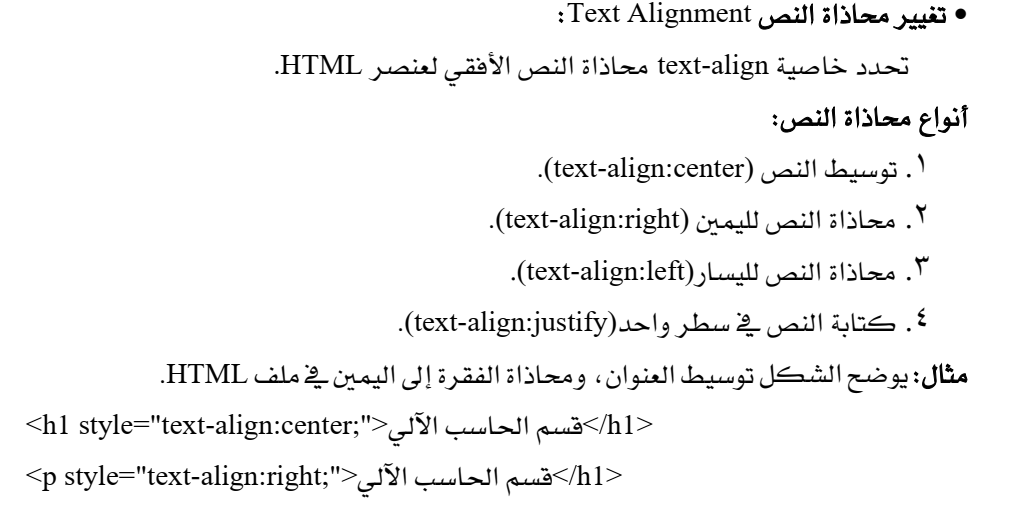 • تغيير محاذاة النص Text Alignment:
تحدد خاصية text-align محاذاة النص الأفقي لعنصر HTML.
أنواع محاذاة النص:
١. توسيط النص (text-align:center).
٢. محاذاة النص لليمين (text-align:right).
٣. محاذاة النص لليسار(text-align:left).
٤. كتابة النص في سطر واحد(text-align:justify).
مثال: يوضح الشكل توسيط العنوان، ومحاذاة الفقرة إلى اليمين في ملف HTML.
<h1 style="text-align:center;">قسم الحاسب الآلي</h1>
<p style="text-align:right;">قسم الحاسب الآلي</h1>